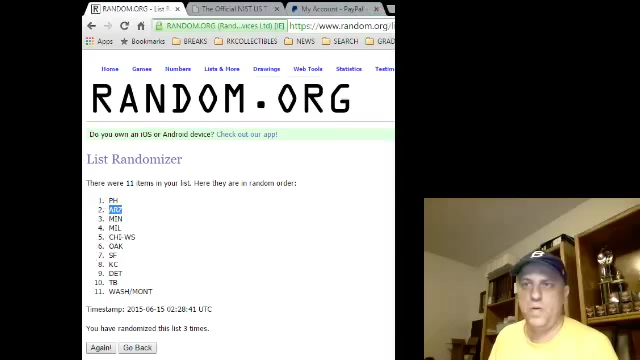 RANDOM.ORG - List R
The Official NIST US T
My Account - PayPal
RANDOM.ORG (Rand...vices Ltd) [IE]
https://www.random.org/l
Apps
Bookmarks
BREAKS
RKCOLLECTIBLES
NEWS
SEARCH
GRAD
Home
Games
Numbers
Lists & More
Drawings
Web Tools
Statistics
Testim
RANDOM.ORG
Do you own an iOS or Android device? Check out our app!
List Randomizer
There were 11 items in your list. Here they are in random order:
1. PH
2. ARZ
3. MIN
4. MIL
5. CHI-WS
6. OAK
7. SF
8. KC
9. DET
10. TB
11. WASH/MONT
Timestamp: 2015-06-15 02:28:41 UTC
You have randomized this list 3 times.
Again!
Go Back